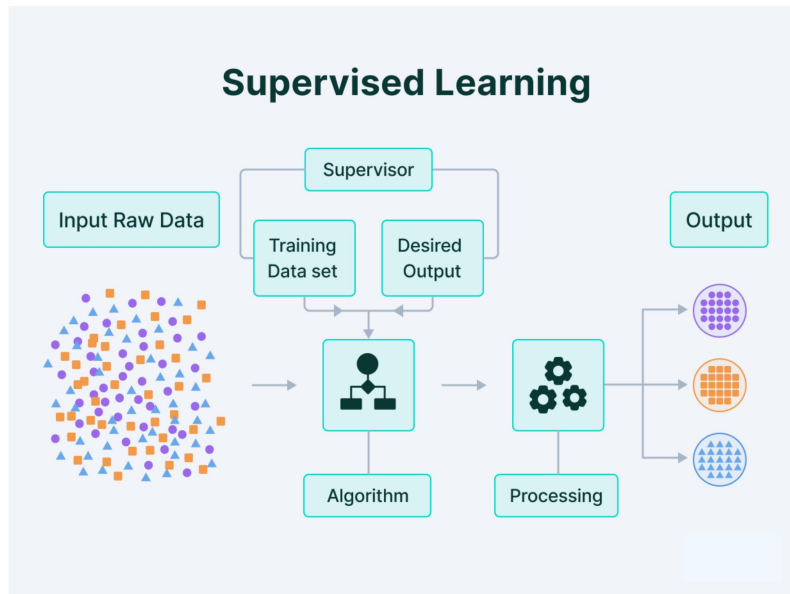 Supervised Learning
Supervisor
Input Raw Data
Training
Data set
Desired
Output
Output
Algorithm
Processing